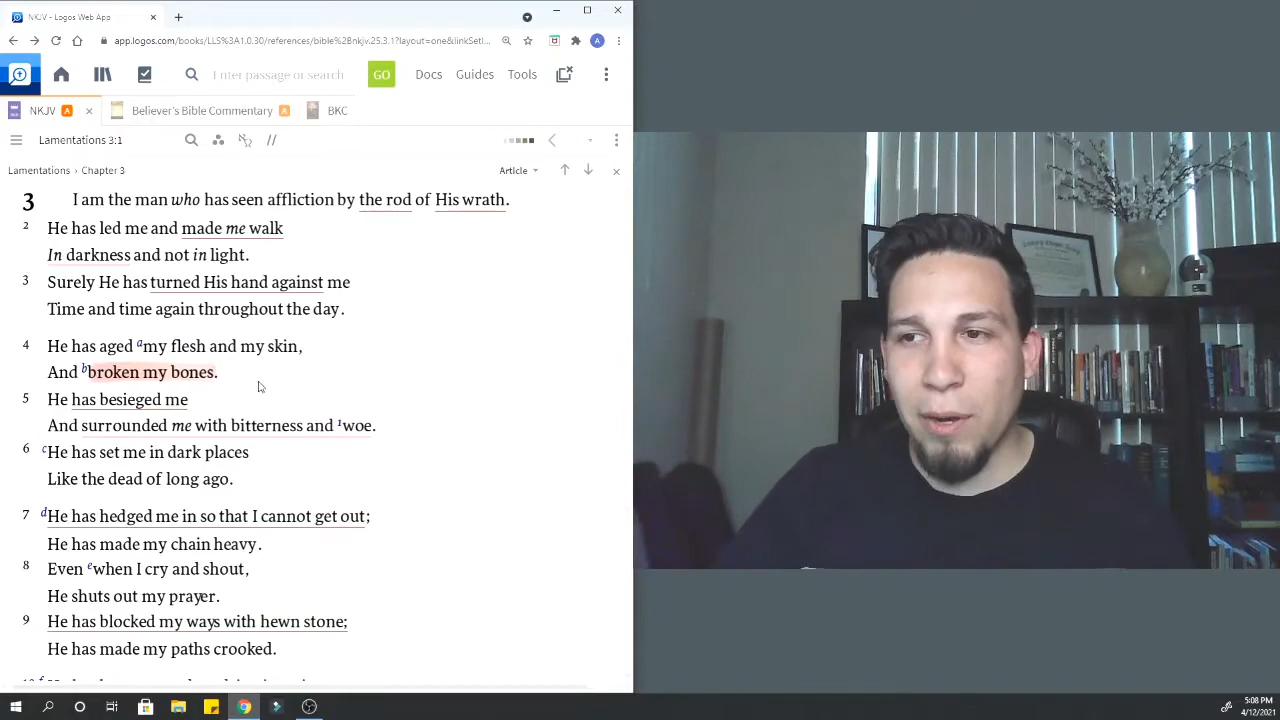 NKJV - Logos Web App
app.logos.com/books/LLS%3A1.0.30/references/bible%2Bnkjv.25.3.1?layout=one&linkSetI...
A
Enter passage or search
GO
Docs
Guides
Tools
NKJV A
Believer's Bible Commentary A
BKC
Lamentations 3:1
Lamentations › Chapter 3
Article
3 I am the man who has seen affliction by the rod of His wrath.
2 He has led me and made me walk
In darkness and not in light.
3 Surely He has turned His hand against me
Time and time again throughout the day.
4 He has aged a my flesh and my skin,
And b broken my bones.
5 He has besieged me
And surrounded me with bitterness and 1 woe.
6 c He has set me in dark places
Like the dead of long ago.
7 d He has hedged me in so that I cannot get out;
He has made my chain heavy.
8 Even e when I cry and shout,
He shuts out my prayer.
9 He has blocked my ways with hewn stone;
He has made my paths crooked.
5:08 PM
4/12/2021